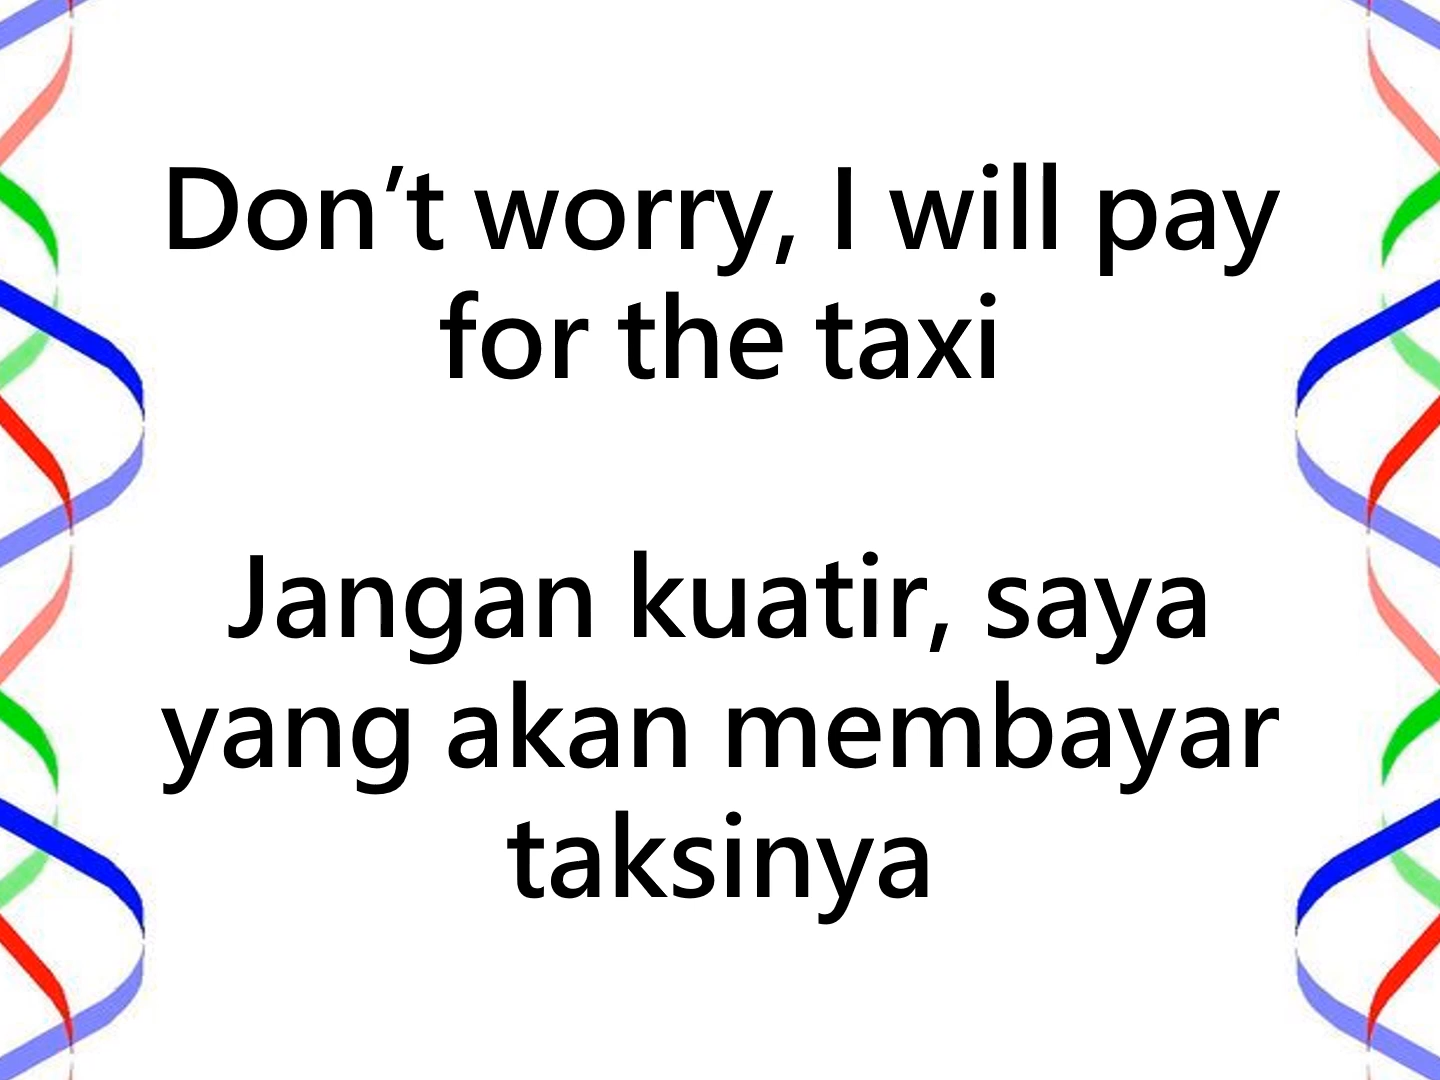 Don’t worry, I will pay
for the taxi
Jangan kuatir, saya
yang akan membayar
taksinya